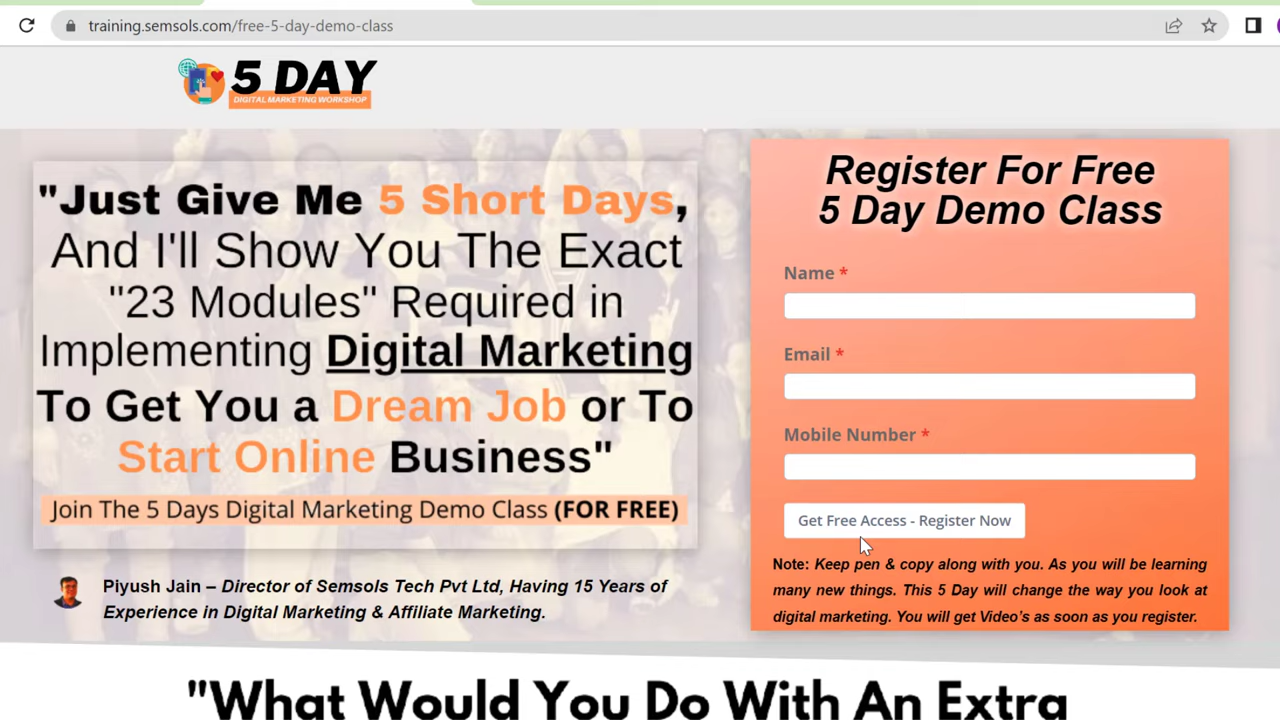 training.semsols.com/free-5-day-demo-class
5 DAY
DIGITAL MARKETING WORKSHOP
"Just Give Me 5 Short Days,
And I'll Show You The Exact
"23 Modules" Required in
Implementing Digital Marketing
To Get You a Dream Job or To
Start Online Business"
Join The 5 Days Digital Marketing Demo Class (FOR FREE)
Piyush Jain – Director of Semsols Tech Pvt Ltd, Having 15 Years of
Experience in Digital Marketing & Affiliate Marketing.
Register For Free
5 Day Demo Class
Name *
Email *
Mobile Number *
Get Free Access - Register Now
Note: Keep pen & copy along with you. As you will be learning
many new things. This 5 Day will change the way you look at
digital marketing. You will get Video's as soon as you register.
"What Would You Do With An Extra